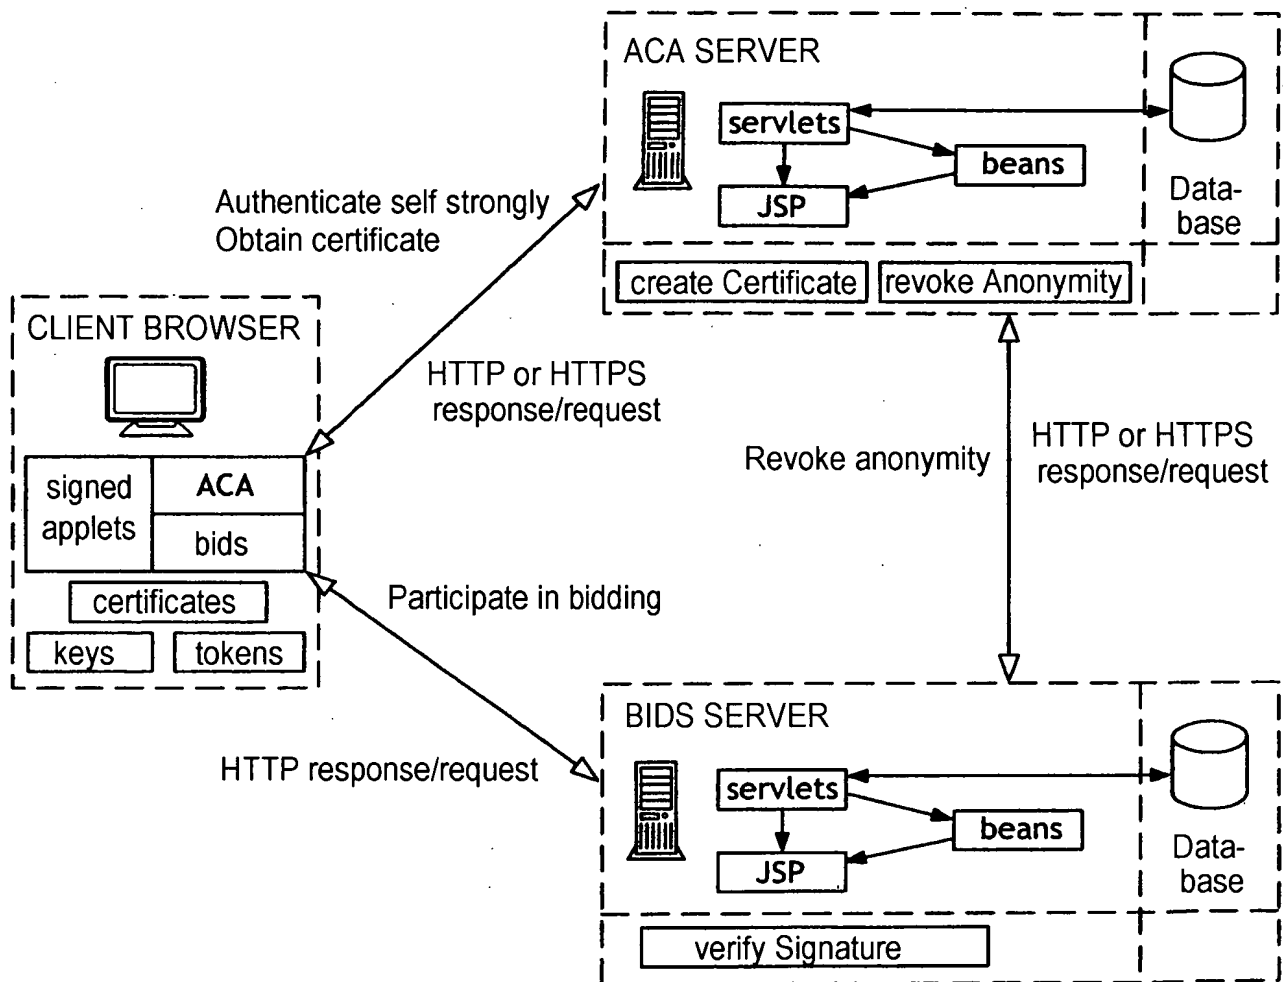 ACA SERVER
servlets
beans
JSP
Data-
base
create Certificate
revoke Anonymity
Authenticate self strongly
Obtain certificate
HTTP or HTTPS
response/request
CLIENT BROWSER
signed
applets
ACA
bids
certificates
keys
tokens
Participate in bidding
HTTP response/request
Revoke anonymity
HTTP or HTTPS
response/request
BIDS SERVER
servlets
beans
JSP
Data-
base
verify Signature